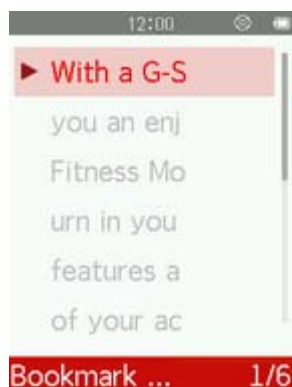 12:00
With a G-S
you an enj
Fitness Mo
urn in you
features a
of your ac
Bookmark ... 1/6